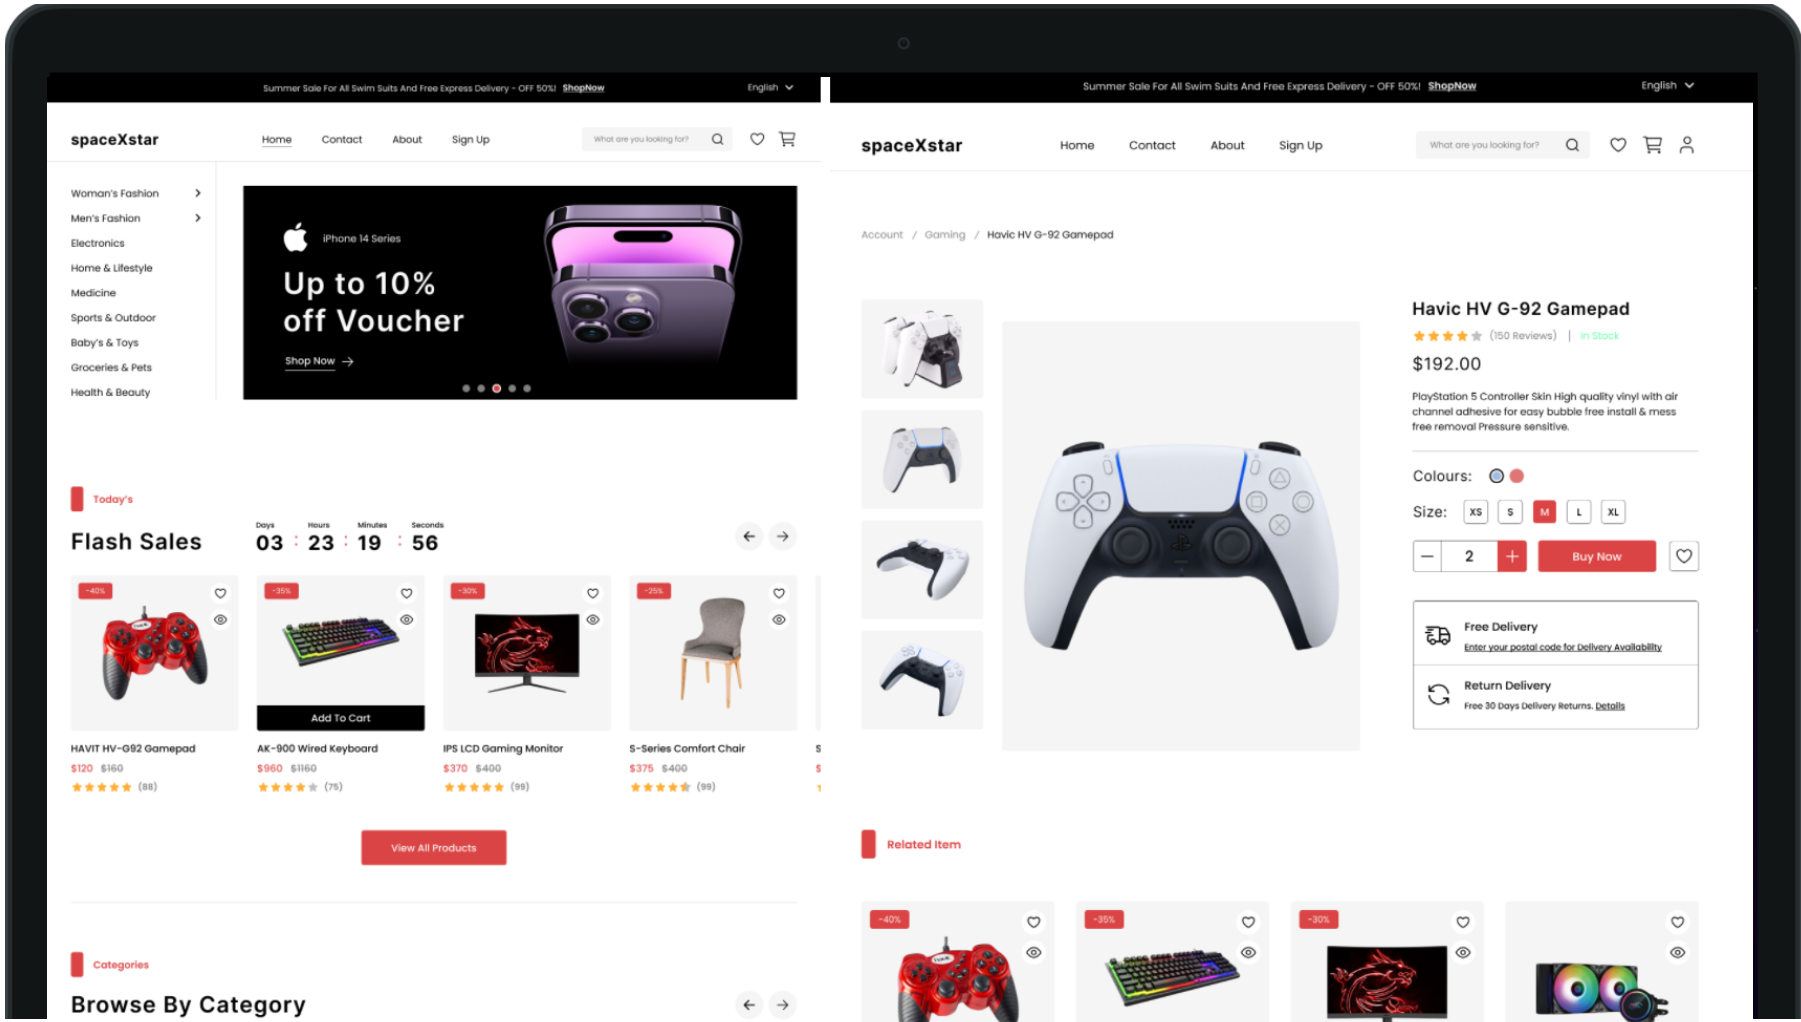 Summer Sale For All Swim Suits And Free Express Delivery - OFF 50%! ShopNow
English
spaceXstar
Home
Contact
About
Sign Up
What are you looking for?
Woman's Fashion
Men's Fashion
Electronics
Home & Lifestyle
Medicine
Sports & Outdoor
Baby's & Toys
Groceries & Pets
Health & Beauty
iPhone 14 Series
Up to 10%
off Voucher
Shop Now
Today's
Flash Sales
Days
03
:
Hours
23
:
Minutes
19
:
Seconds
56
-40%
HAVIT HV-G92 Gamepad
$120 $160
(88)
-35%
Add To Cart
AK-900 Wired Keyboard
$960 $1160
(75)
-30%
IPS LCD Gaming Monitor
$370 $400
(99)
-25%
S-Series Comfort Chair
$375 $400
(99)
S
$
View All Products
Categories
Browse By Category
Summer Sale For All Swim Suits And Free Express Delivery - OFF 50%! ShopNow
English
spaceXstar
Home
Contact
About
Sign Up
What are you looking for?
Account / Gaming / Havic HV G-92 Gamepad
Havic HV G-92 Gamepad
(150 Reviews) | In Stock
$192.00
PlayStation 5 Controller Skin High quality vinyl with air
channel adhesive for easy bubble free install & mess
free removal Pressure sensitive.
Colours:
Size: XS S M L XL
2
Buy Now
Free Delivery
Enter your postal code for Delivery Availability
Return Delivery
Free 30 Days Delivery Returns. Details
Related Item
-40%
-35%
-30%